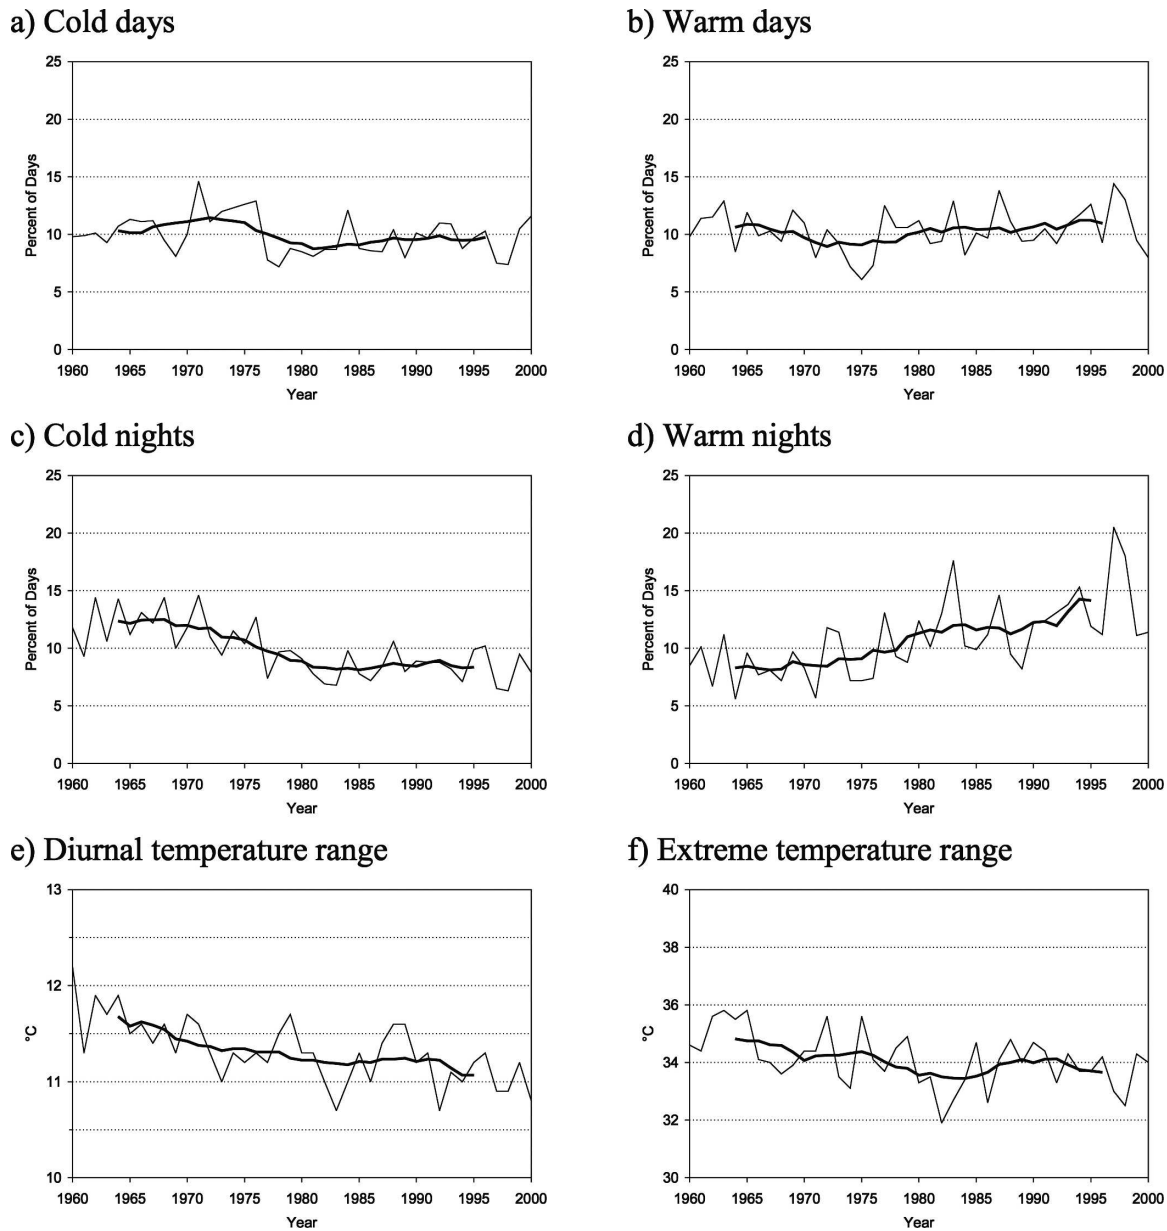 a) Cold days
25
20
15
10
5
0
Percent of Days
1960 1965 1970 1975 1980 1985 1990 1995 2000
Year
b) Warm days
25
20
15
10
5
0
Percent of Days
1960 1965 1970 1975 1980 1985 1990 1995 2000
Year
c) Cold nights
25
20
15
10
5
0
Percent of Days
1960 1965 1970 1975 1980 1985 1990 1995 2000
Year
d) Warm nights
25
20
15
10
5
0
Percent of Days
1960 1965 1970 1975 1980 1985 1990 1995 2000
Year
e) Diurnal temperature range
13
12
11
10
°C
1960 1965 1970 1975 1980 1985 1990 1995 2000
Year
f) Extreme temperature range
40
38
36
34
32
30
°C
1960 1965 1970 1975 1980 1985 1990 1995 2000
Year